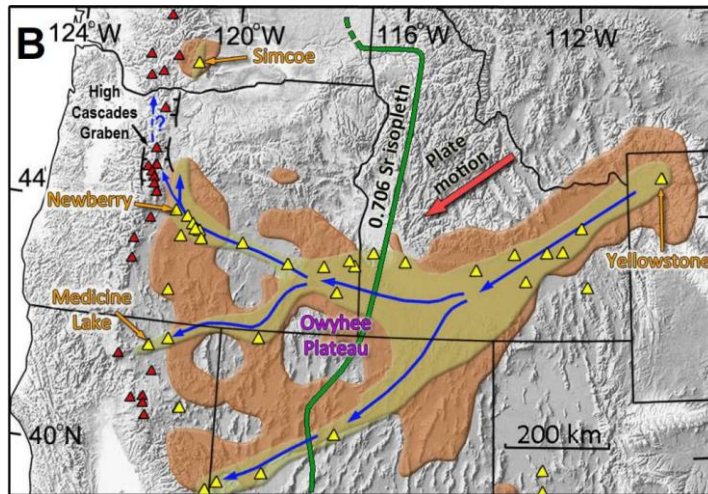 B
124°W
120°W
116°W
112°W
Simcoe
High
Cascades
Graben
?
0.706 Sr isopleth
Plate
motion
44
Newberry
Yellowstone
Medicine
Lake
Owyhee
Plateau
40°N
200 km